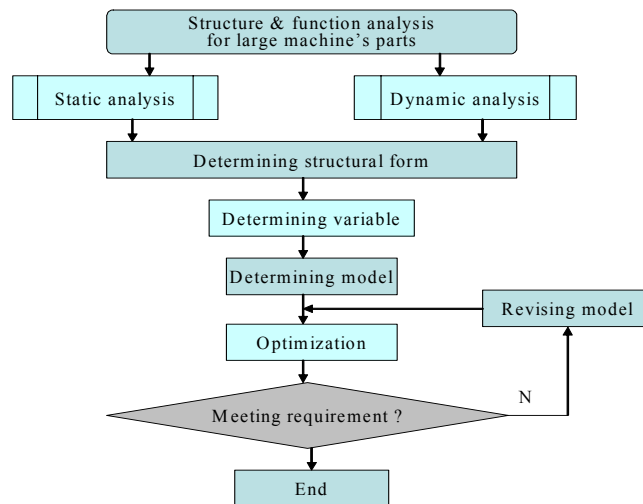 Structure & function analysis
for large machine's parts
Static analysis
Dynamic analysis
Determining structural form
Determining variable
Determining model
Revising model
Optimization
N
Meeting requirement ?
End